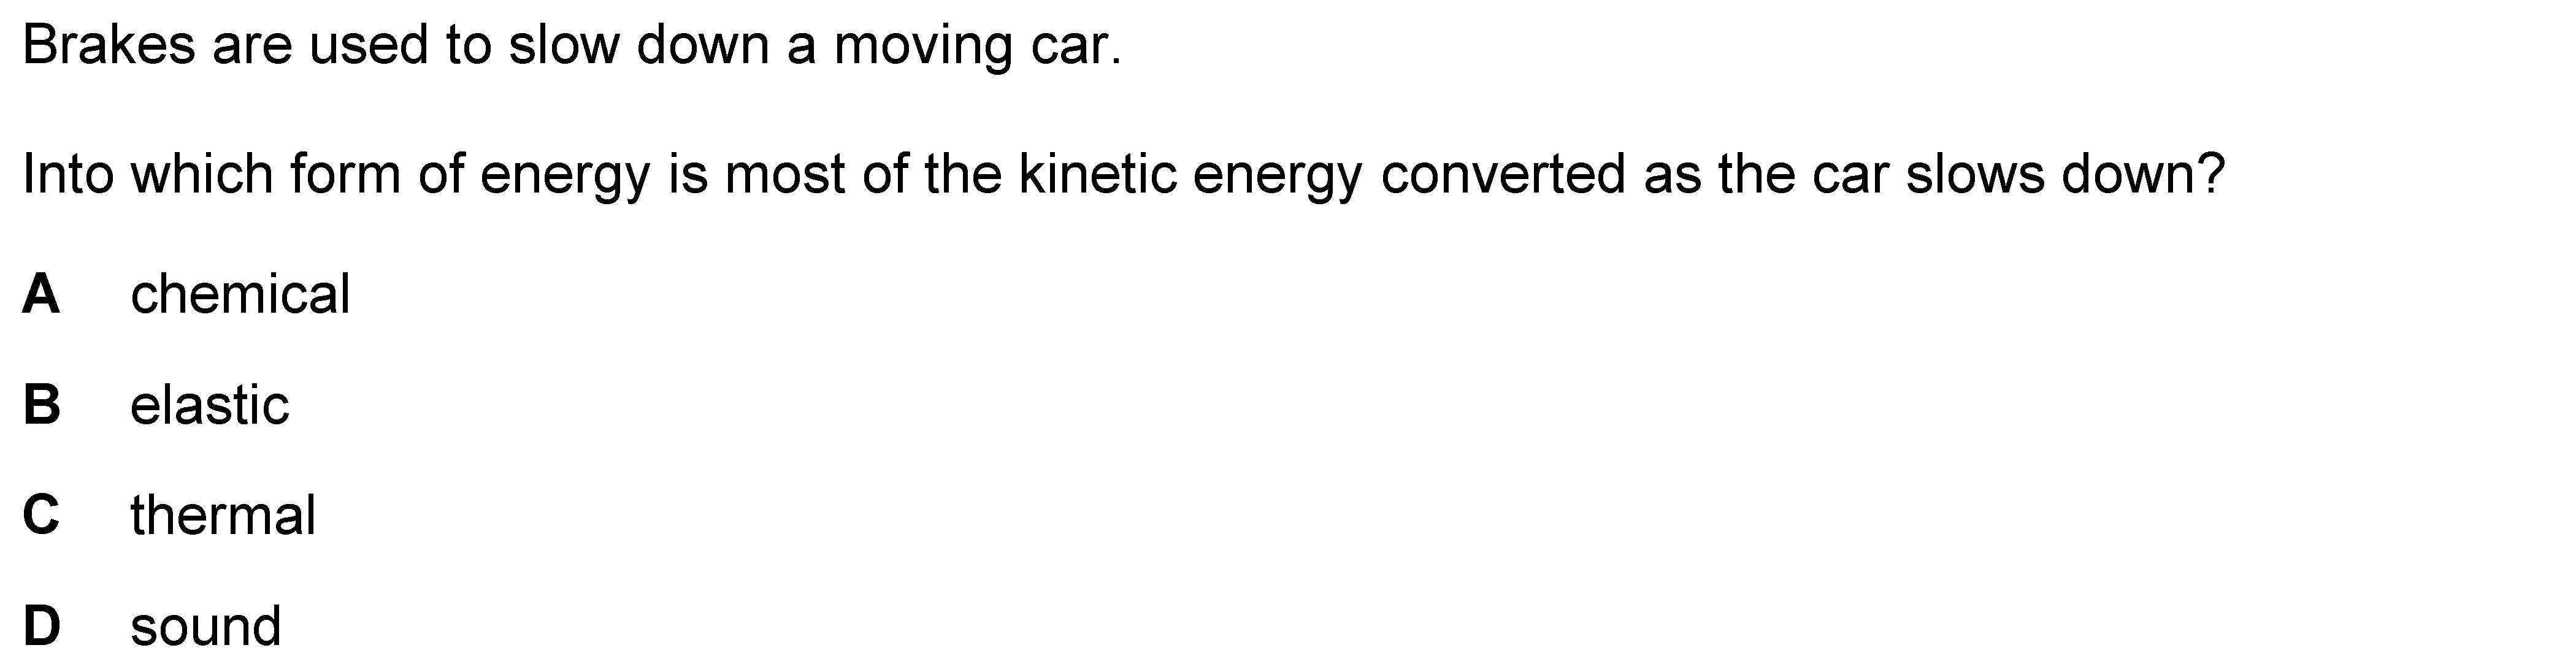 Brakes are used to slow down a moving car.
Into which form of energy is most of the kinetic energy converted as the car slows down?
A chemical
B elastic
C thermal
D sound